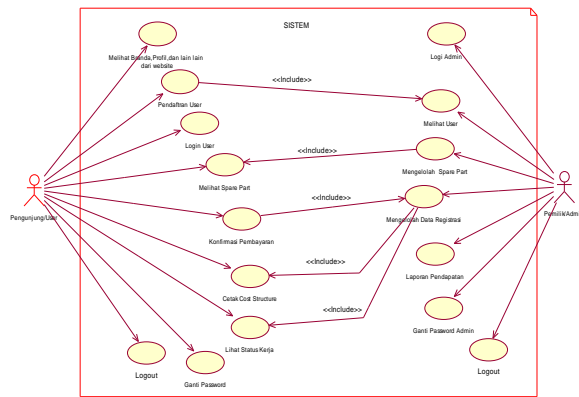 SISTEM
Melihat Branda,Profil,dan lain lain
dari website
Logi Admin
<<Include>>
Pendaftran User
Melihat User
Login User
<<Include>>
Melihat Spare Part
Mengelolah Spare Part
Pengunjung/User
Pemilik/Admi
<<Include>>
Konfirmasi Pembayaran
Mengelolah Data Registrasi
<<Include>>
Laporan Pendapatan
Cetak Cost Structure
<<Include>>
Ganti Password Admin
Lihat Status Kerja
Logout
Ganti Password
Logout